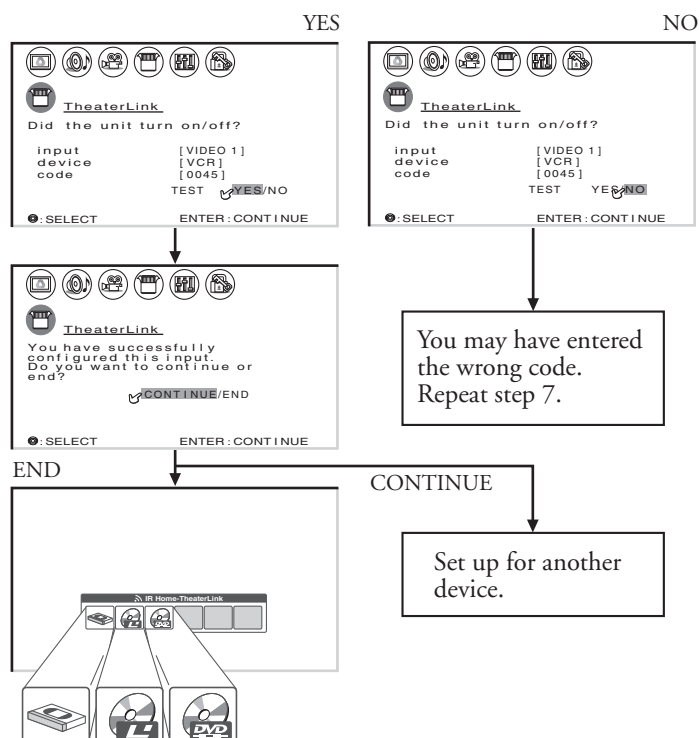 YES
TheaterLink
Did the unit turn on/off?
input [VIDEO 1]
device [VCR]
code [0045]
TEST YES/NO
:SELECT ENTER:CONTINUE
NO
TheaterLink
Did the unit turn on/off?
input [VIDEO 1]
device [VCR]
code [0045]
TEST YES/NO
:SELECT ENTER:CONTINUE
TheaterLink
You have successfully
configured this input.
Do you want to continue or
end?
CONTINUE/END
:SELECT ENTER:CONTINUE
You may have entered
the wrong code.
Repeat step 7.
END
CONTINUE
Set up for another
device.
IR Home-TheaterLink
L
DVD